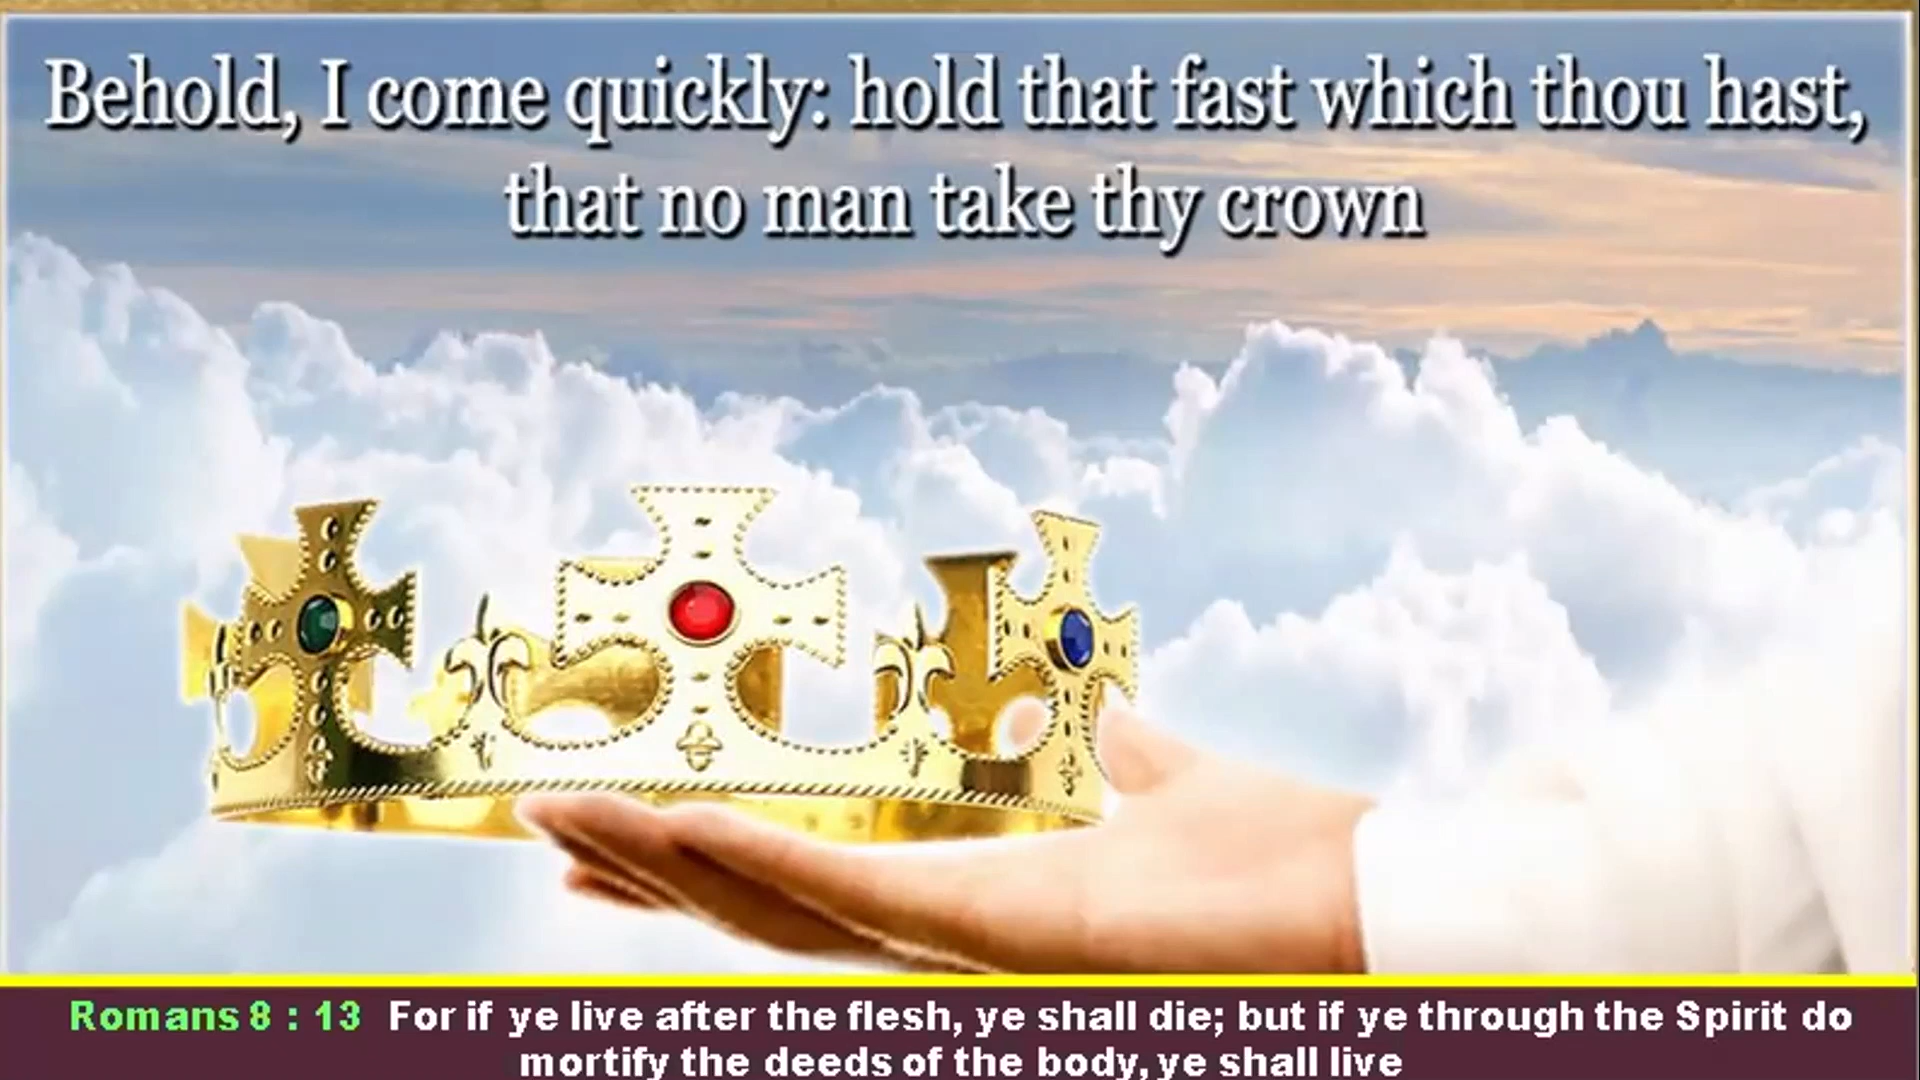 Behold, I come quickly: hold that fast which thou hast,
that no man take thy crown
Romans 8 : 13 For if ye live after the flesh, ye shall die; but if ye through the Spirit do
mortify the deeds of the body, ye shall live